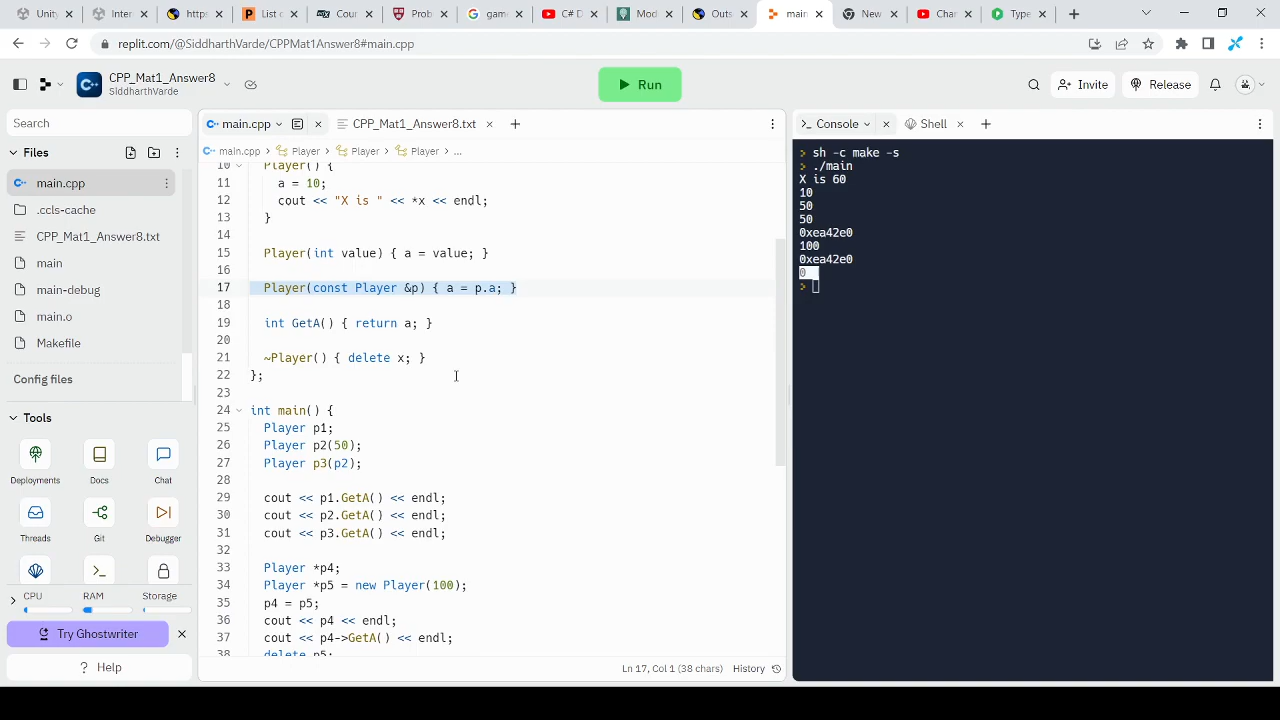 Unity
Inter
https
List o
Cour
Prob
game
C# D
Mod
Outs
main
New
Char
Type
replit.com/@SiddharthVarde/CPPMat1Answer8#main.cpp
CPP_Mat1_Answer8
SiddharthVarde
Run
Invite
Release
Search
Files
main.cpp
.ccls-cache
CPP_Mat1_Answer8.txt
main
main-debug
main.o
Makefile
Config files
Tools
Deployments
Docs
Chat
Threads
Git
Debugger
CPU
RAM
Storage
Try Ghostwriter
Help
main.cpp
CPP_Mat1_Answer8.txt
main.cpp > Player > Player > Player > ...
10 Player() {
11 a = 10;
12 cout << "X is " << *x << endl;
13 }
14
15 Player(int value) { a = value; }
16
17 Player(const Player &p) { a = p.a; }
18
19 int GetA() { return a; }
20
21 ~Player() { delete x; }
22 };
23
24 int main() {
25 Player p1;
26 Player p2(50);
27 Player p3(p2);
28
29 cout << p1.GetA() << endl;
30 cout << p2.GetA() << endl;
31 cout << p3.GetA() << endl;
32
33 Player *p4;
34 Player *p5 = new Player(100);
35 p4 = p5;
36 cout << p4 << endl;
37 cout << p4->GetA() << endl;
38 delete p5;
Ln 17, Col 1 (38 chars)
History
Console
Shell
> sh -c make -s
> ./main
X is 60
10
50
50
0xea42e0
100
0xea42e0
0
>